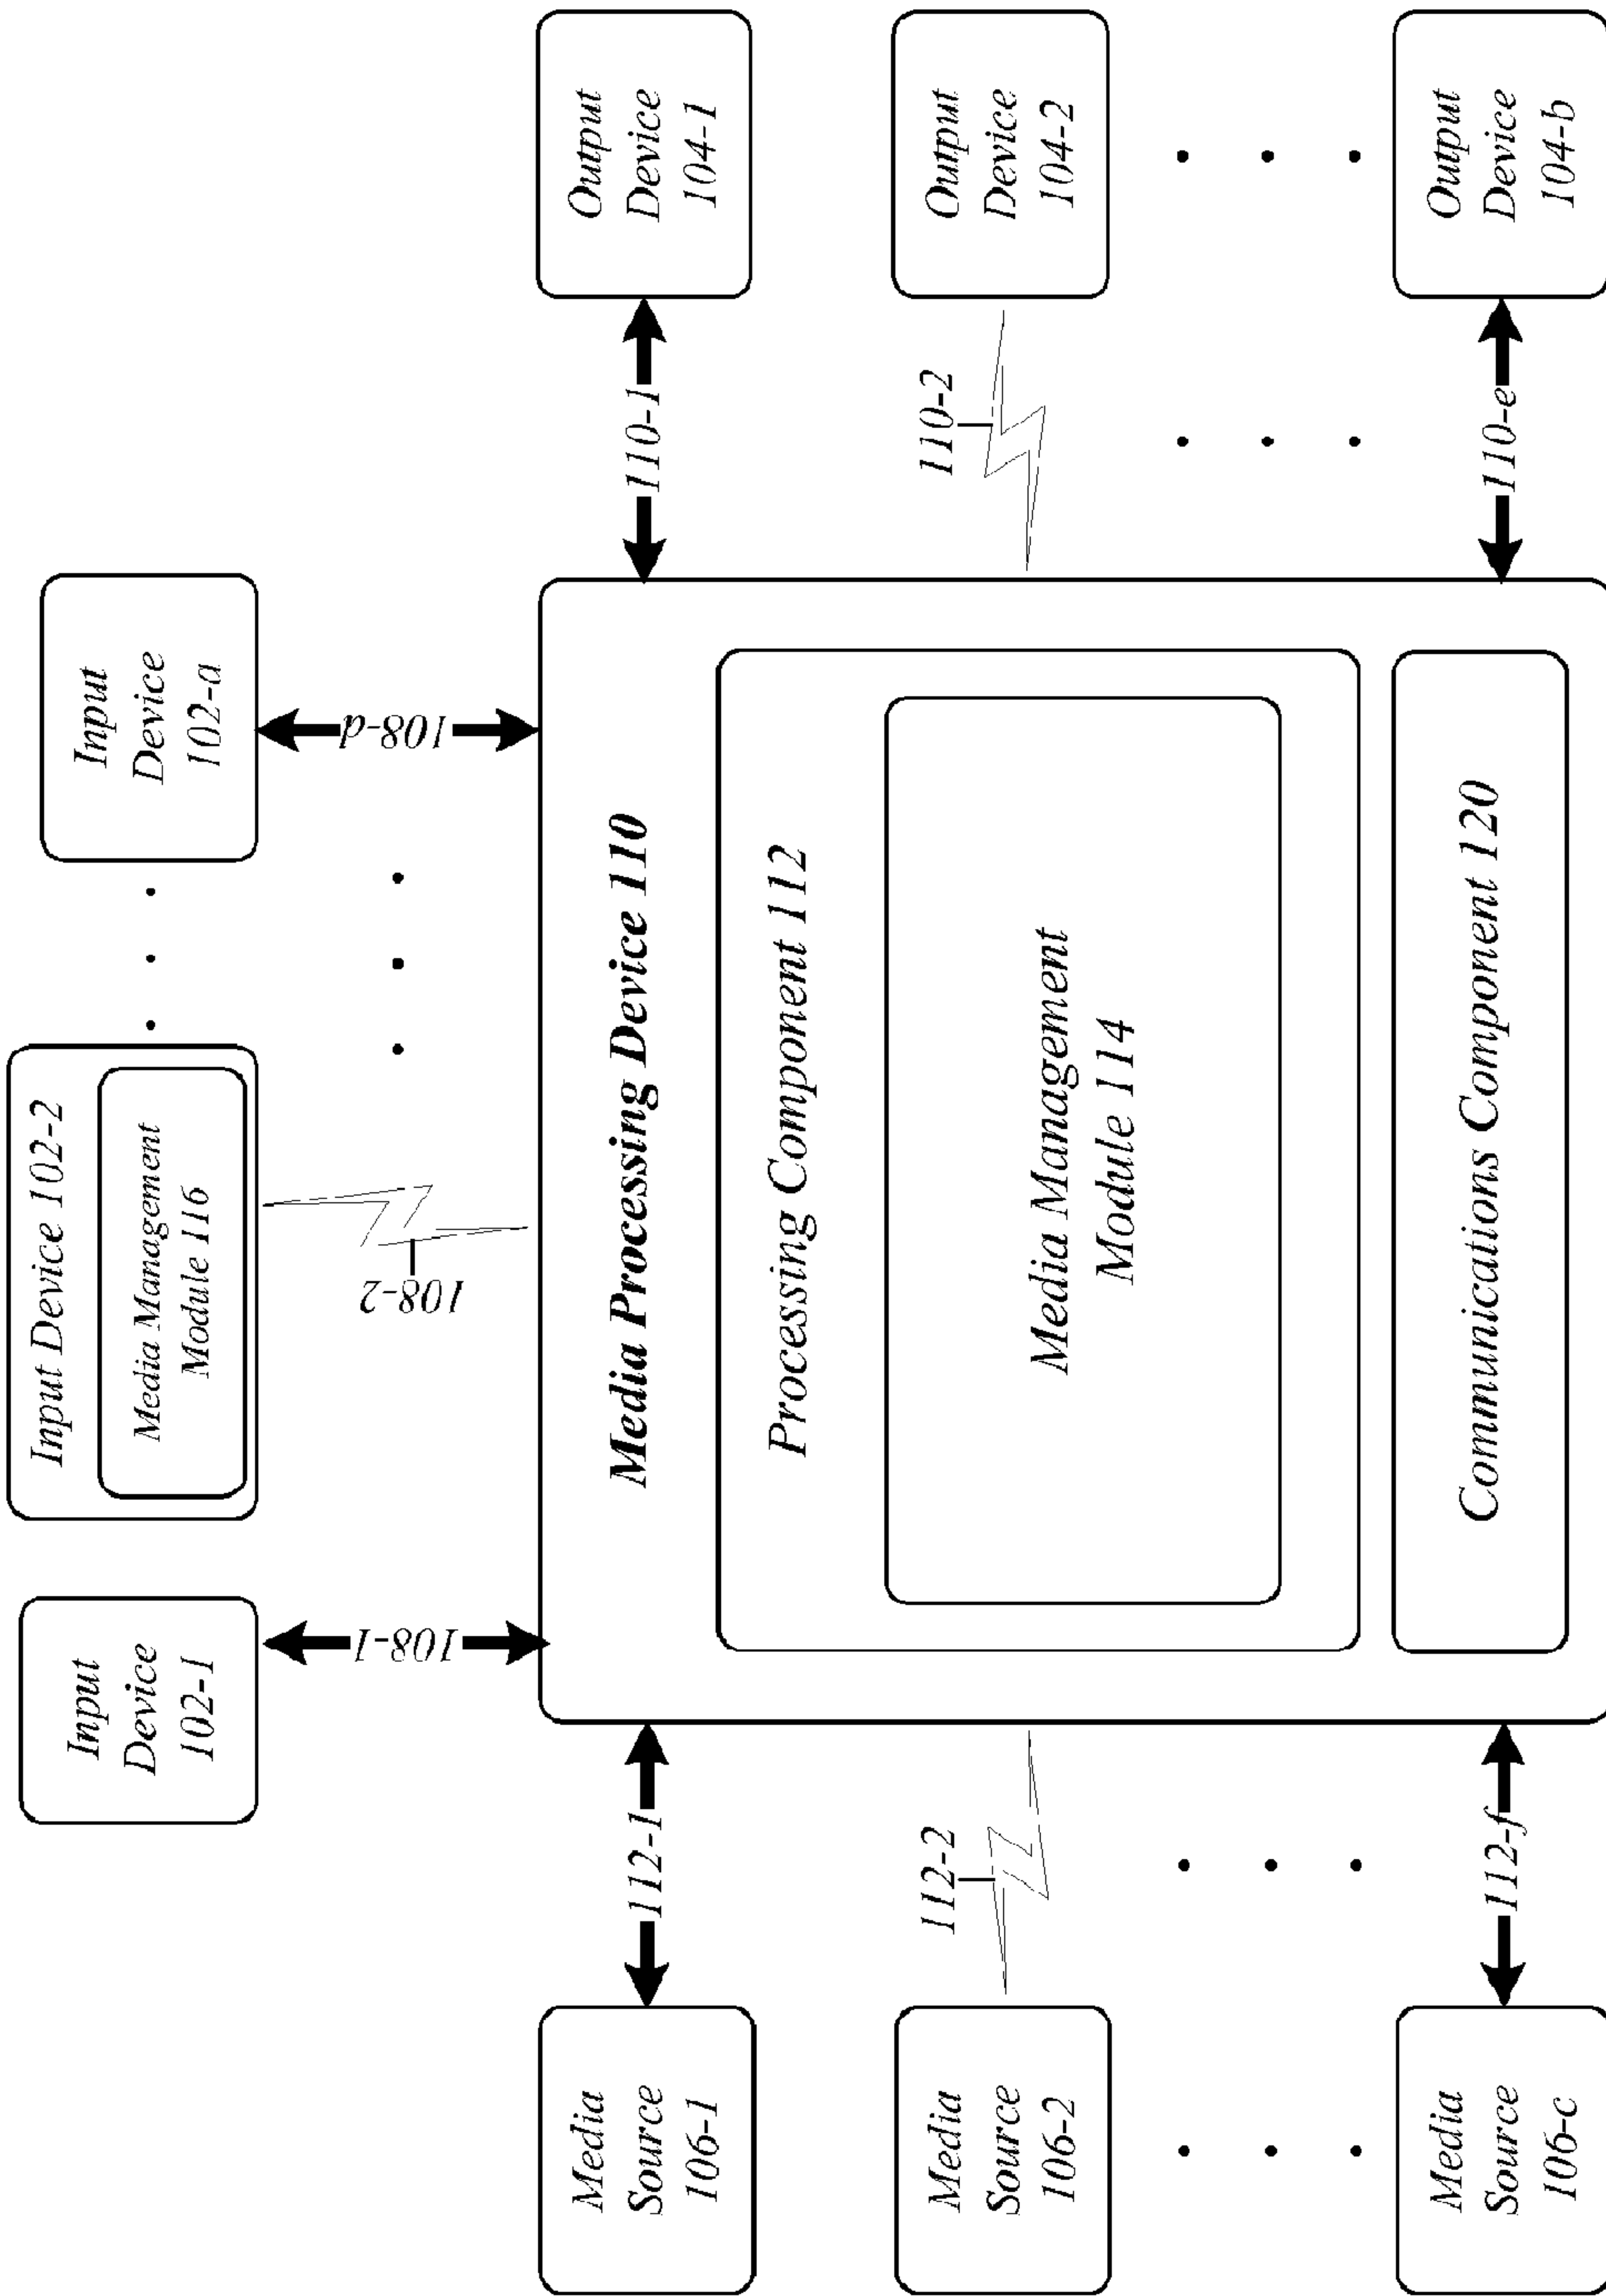 Input
Device
102-1
Input Device 102-2
Media Management
Module 116
Input
Device
102-a
108-1
108-2
108-d
Media
Source
106-1
112-1
Media Processing Device 110
110-1
Output
Device
104-1
Processing Component 112
Media
Source
106-2
112-2
Media Management
Module 114
110-2
Output
Device
104-2
Media
Source
106-c
112-f
Communications Component 120
110-e
Output
Device
104-b